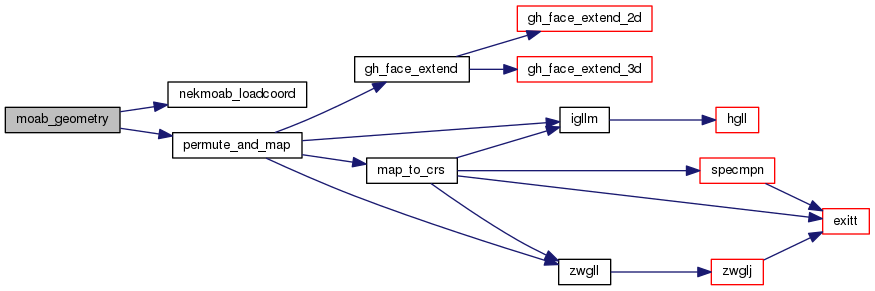 gh_face_extend_2d
gh_face_extend
gh_face_extend_3d
nekmoab_loadcoord
moab_geometry
igllm
hgll
permute_and_map
map_to_crs
specmpn
exitt
zwgll
zwglj